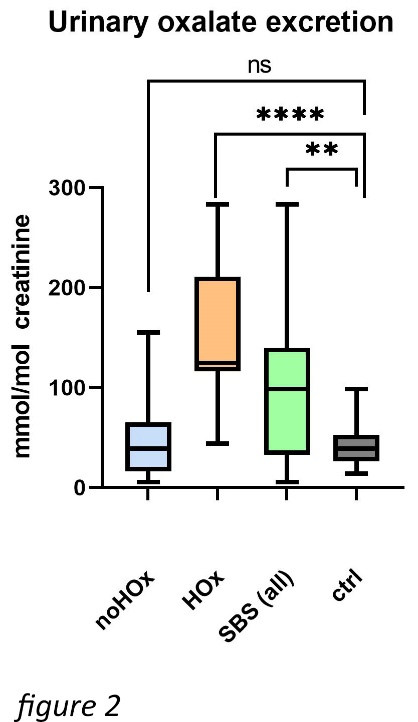 Urinary oxalate excretion
ns
****
**
mmol/mol creatinine
300
200
100
0
noHOx
HOx
SBS (all)
ctrl
figure 2